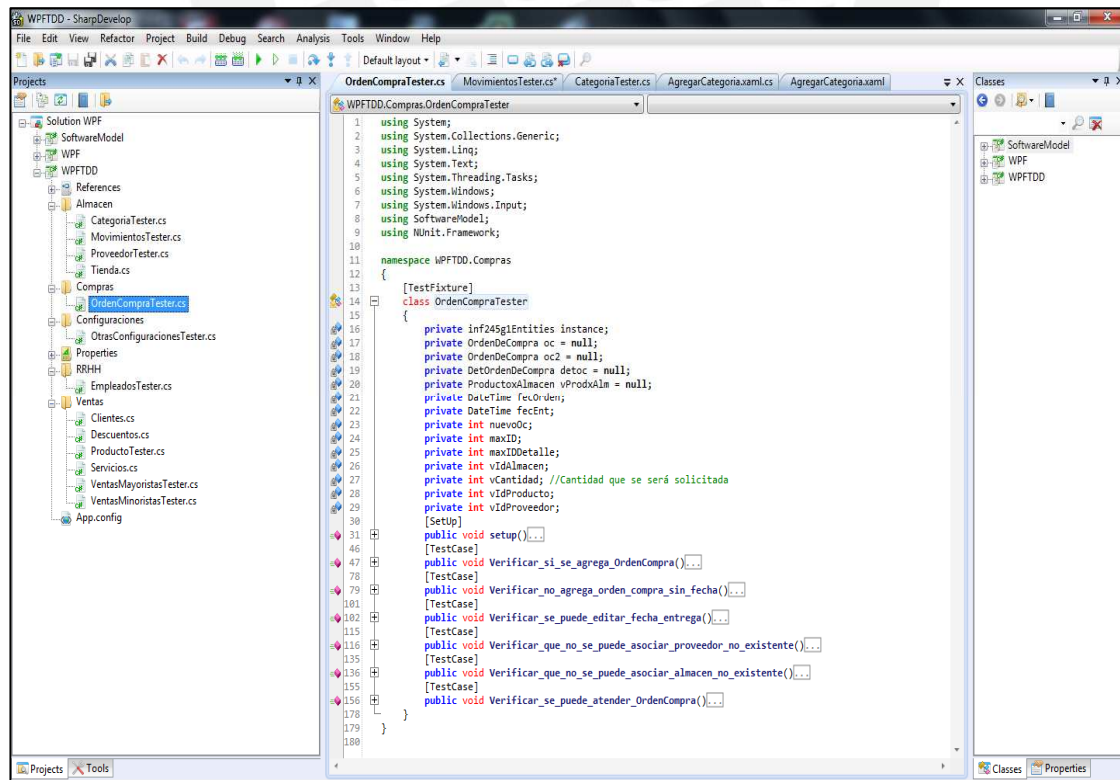 WPFTDD - SharpDevelop
File Edit View Refactor Project Build Debug Search Analysis Tools Window Help
Default layout
Projects
Solution WPF
SoftwareModel
WPF
WPFTDD
References
Almacen
CategoriaTester.cs
MovimientosTester.cs
ProveedorTester.cs
Tienda.cs
Compras
OrdenCompraTester.cs
Configuraciones
OtrasConfiguracionesTester.cs
Properties
RRHH
EmpleadosTester.cs
Ventas
Clientes.cs
Descuentos.cs
ProductoTester.cs
Servicios.cs
VentasMayoristasTester.cs
VentasMinoristasTester.cs
App.config
Projects Tools
OrdenCompraTester.cs MovimientosTester.cs* CategoriaTester.cs AgregarCategoria.xaml.cs AgregarCategoria.xaml
WPFTDD.Compras.OrdenCompraTester
1 using System;
2 using System.Collections.Generic;
3 using System.Linq;
4 using System.Text;
5 using System.Threading.Tasks;
6 using System.Windows;
7 using System.Windows.Input;
8 using SoftwareModel;
9 using NUnit.Framework;
10
11 namespace WPFTDD.Compras
12 {
13 [TestFixture]
14 class OrdenCompraTester
15 {
16 private inf245g1Entities instance;
17 private OrdenDeCompra oc = null;
18 private OrdenDeCompra oc2 = null;
19 private DetOrdenDeCompra detoc = null;
20 private ProductoxAlmacen vProdxAlm = null;
21 private DateTime fecOrden;
22 private DateTime fecEnt;
23 private int nuevoOc;
24 private int maxID;
25 private int maxIDDetalle;
26 private int vIdAlmacen;
27 private int vCantidad; //Cantidad que se será solicitada
28 private int vIdProducto;
29 private int vIdProveedor;
30 [SetUp]
31 public void setup()...
46 [TestCase]
47 public void Verificar_si_se_agrega_OrdenCompra()...
78 [TestCase]
79 public void Verificar_no_agrega_orden_compra_sin_fecha()...
101 [TestCase]
102 public void Verificar_se_puede_editar_fecha_entrega()...
115 [TestCase]
116 public void Verificar_que_no_se_puede_asociar_proveedor_no_existente()...
135 [TestCase]
136 public void Verificar_que_no_se_puede_asociar_almacen_no_existente()...
155 [TestCase]
156 public void Verificar_se_puede_atender_OrdenCompra()...
178 }
179 }
180
Classes
SoftwareModel
WPF
WPFTDD
Classes Properties